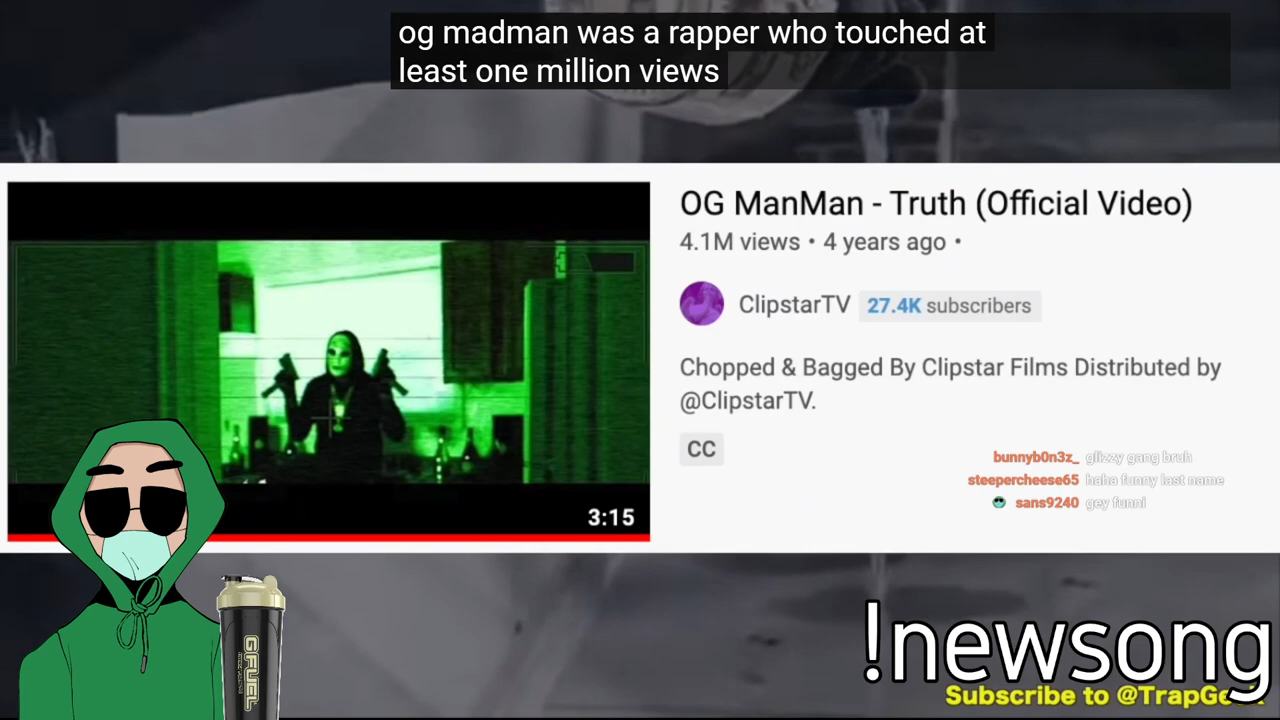 og madman was a rapper who touched at
least one million views
OG ManMan - Truth (Official Video)
4.1M views • 4 years ago •
ClipstarTV 27.4K subscribers
Chopped & Bagged By Clipstar Films Distributed by
@ClipstarTV.
CC
bunnyb0n3z_ glizzy gang bruh
steepercheese65 haha funny last name
sans9240 gey funni
3:15
GFUEL
!newsong
Subscribe to